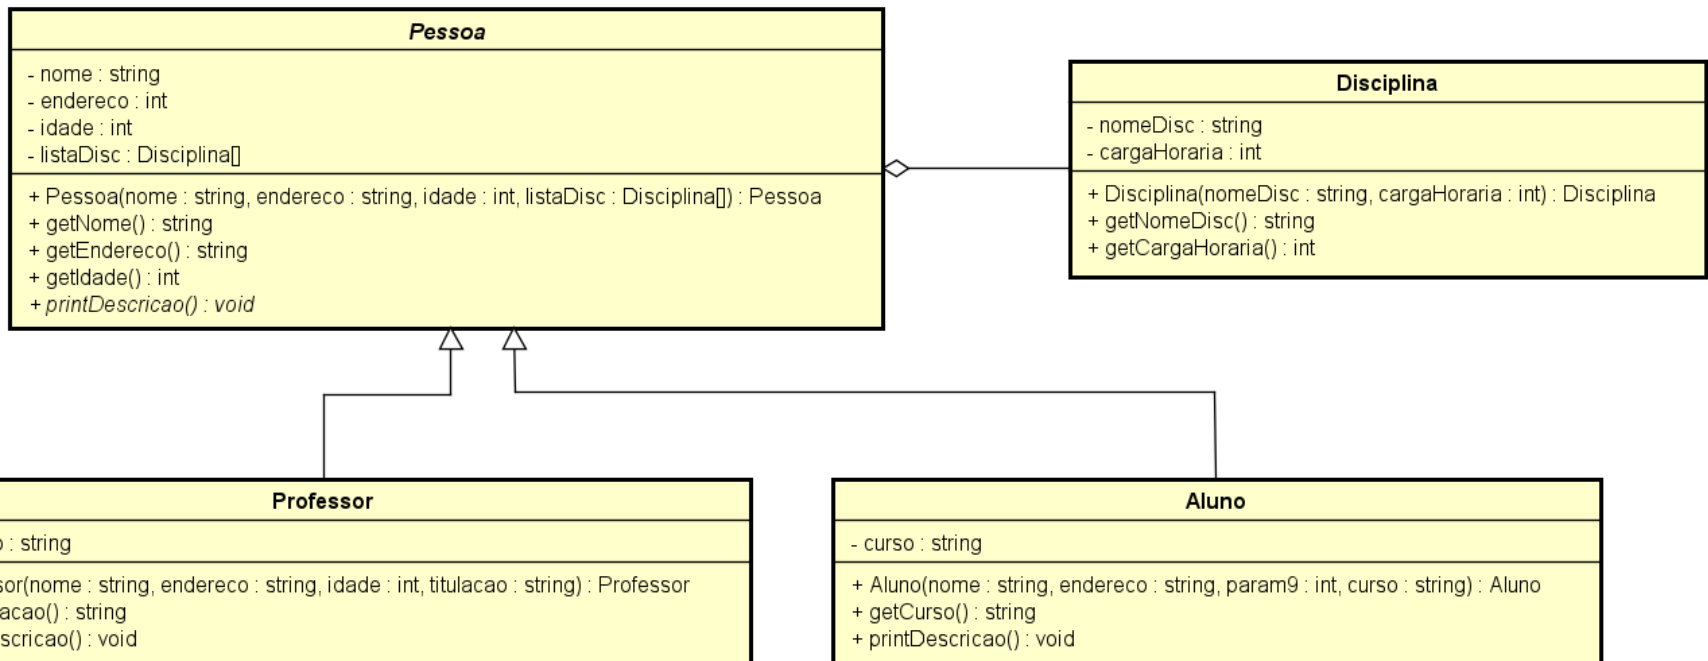 Pessoa
- nome : string
- endereco : int
- idade : int
- listaDisc : Disciplina[]
+ Pessoa(nome : string, endereco : string, idade : int, listaDisc : Disciplina[]) : Pessoa
+ getNome() : string
+ getEndereco() : string
+ getIdade() : int
+ printDescricao() : void
Disciplina
- nomeDisc : string
- cargaHoraria : int
+ Disciplina(nomeDisc : string, cargaHoraria : int) : Disciplina
+ getNomeDisc() : string
+ getCargaHoraria() : int
Professor
o : string
sor(nome : string, endereco : string, idade : int, titulacao : string) : Professor
acao() : string
scricao() : void
Aluno
- curso : string
+ Aluno(nome : string, endereco : string, param9 : int, curso : string) : Aluno
+ getCurso() : string
+ printDescricao() : void